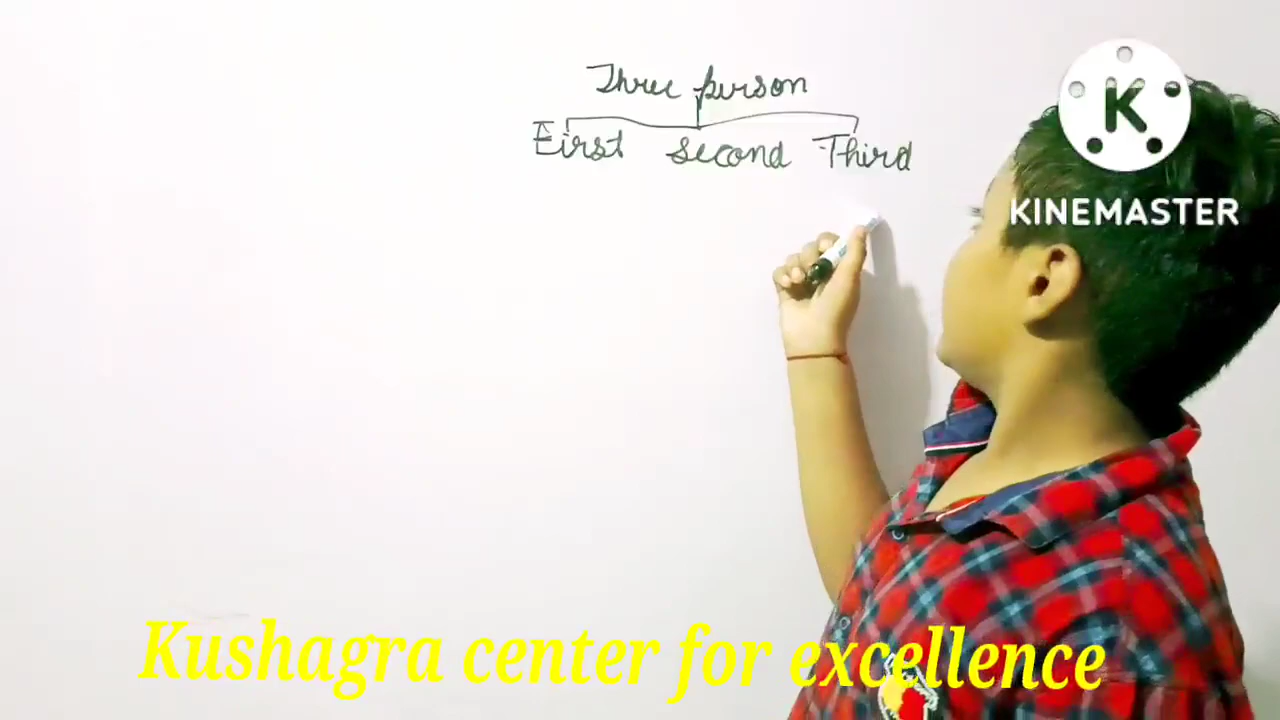 Three person
First second Third
K
KINEMASTER
Kushagra center for excellence